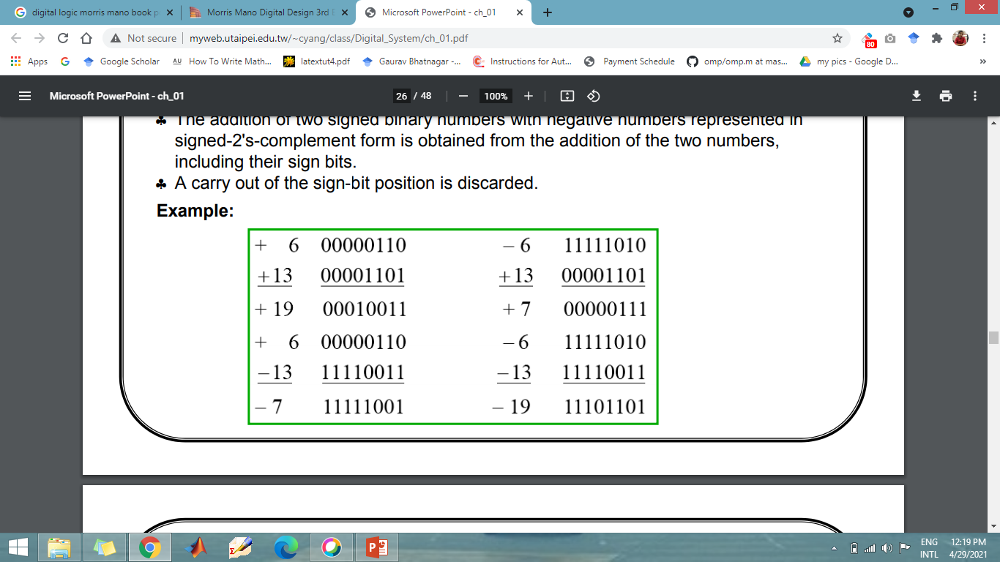 digital logic morris mano book p
Morris Mano Digital Design 3rd E
Microsoft PowerPoint - ch_01
Not secure
myweb.utaipei.edu.tw/~cyang/class/Digital_System/ch_01.pdf
80
Apps
Google Scholar
AU How To Write Math...
latextut4.pdf
Gaurav Bhatnagar -...
Instructions for Aut...
Payment Schedule
omp/omp.m at mas...
my pics - Google D...
»
Microsoft PowerPoint - ch_01
26 / 48
100%
♣ The addition of two signed binary numbers with negative numbers represented in
signed-2's-complement form is obtained from the addition of the two numbers,
including their sign bits.
♣ A carry out of the sign-bit position is discarded.
Example:
+ 6 00000110 – 6 11111010
+13 00001101 +13 00001101
+ 19 00010011 + 7 00000111
+ 6 00000110 – 6 11111010
–13 11110011 – 13 11110011
– 7 11111001 – 19 11101101
ENG 12:19 PM
INTL 4/29/2021